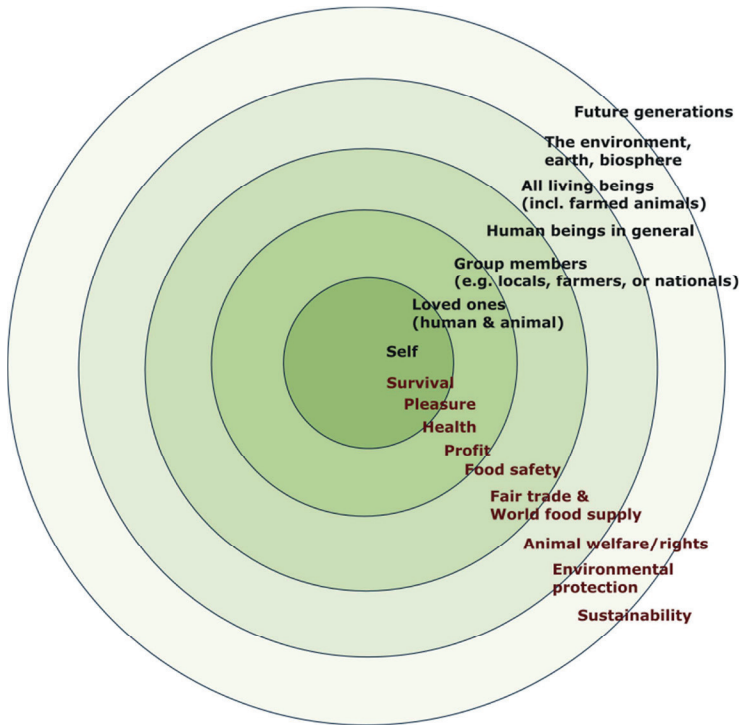 Future generations
The environment,
earth, biosphere
All living beings
(incl. farmed animals)
Human beings in general
Group members
(e.g. locals, farmers, or nationals)
Loved ones
(human & animal)
Self
Survival
Pleasure
Health
Profit
Food safety
Fair trade &
World food supply
Animal welfare/rights
Environmental
protection
Sustainability